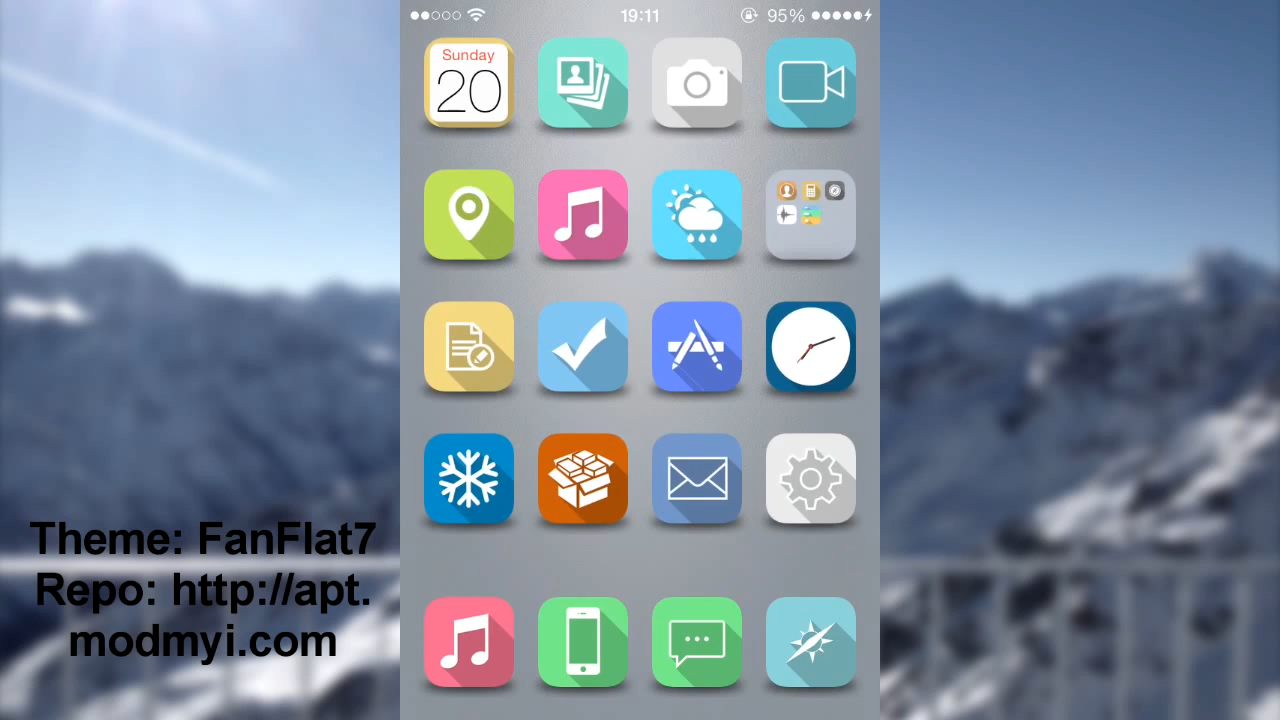 19:11
95%
Sunday
20
Theme: FanFlat7
Repo: http://apt.
modmyi.com